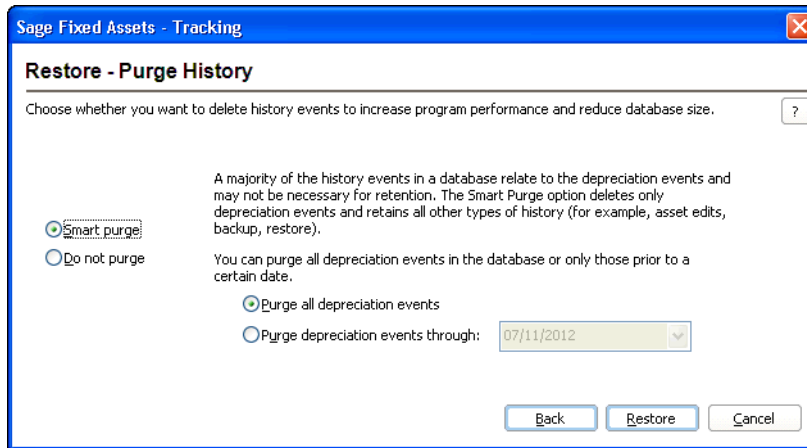 Sage Fixed Assets - Tracking
Restore - Purge History
Choose whether you want to delete history events to increase program performance and reduce database size.
?
A majority of the history events in a database relate to the depreciation events and
may not be necessary for retention. The Smart Purge option deletes only
depreciation events and retains all other types of history (for example, asset edits,
backup, restore).
Smart purge
Do not purge
You can purge all depreciation events in the database or only those prior to a
certain date.
Purge all depreciation events
Purge depreciation events through: 07/11/2012
Back Restore Cancel